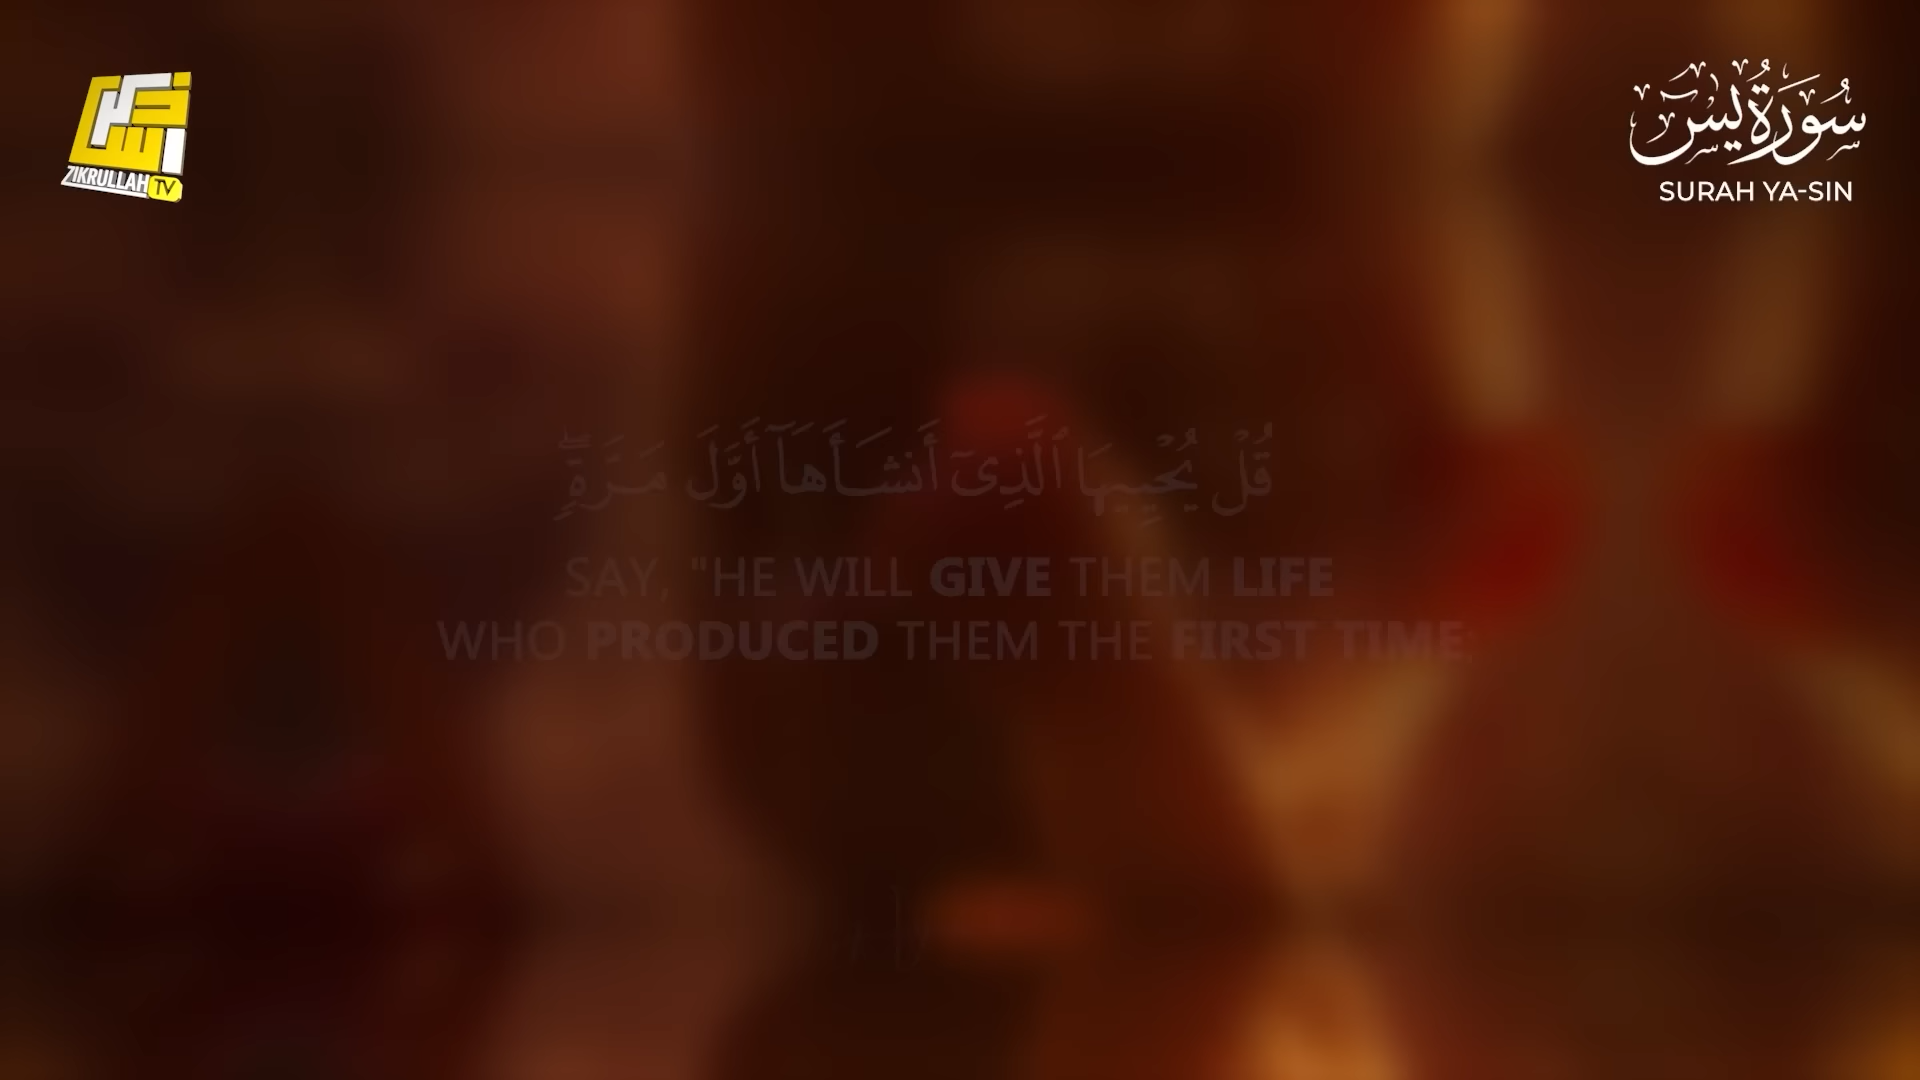 ZIKRULLAH TV
سُورَةُ يٰسٓ
SURAH YA-SIN
قُلْ يُحْيِيهَا ٱلَّذِىٓ أَنشَأَهَآ أَوَّلَ مَرَّةٍۖ
SAY, "HE WILL GIVE THEM LIFE
WHO PRODUCED THEM THE FIRST TIME;